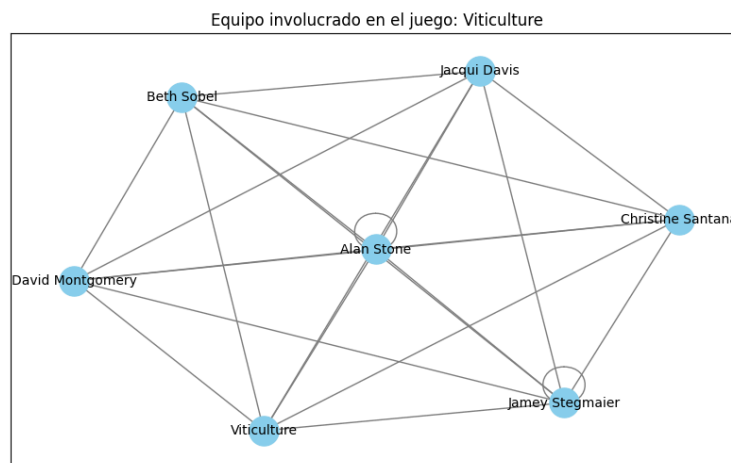 Equipo involucrado en el juego: Viticulture
Jacqui Davis
Beth Sobel
Christine Santana
Alan Stone
David Montgomery
Jamey Stegmaier
Viticulture